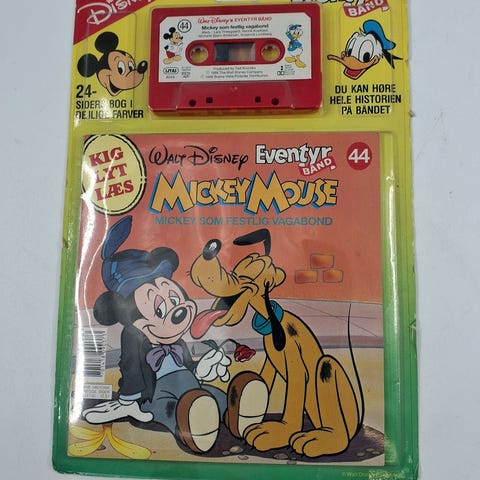 Disney
BÅND
44
WALT DISNEY'S EVENTYR BÅND
Mickey som festlig vagabond
24-
SIDERS BOG I
DEJLIGE FARVER
DU KAN HØRE
HELE HISTORIEN
PÅ BÅNDET
KIG
LYT
LÆS
WALT DISNEY Eventyr
BÅND
44
MICKEY MOUSE
MICKEY SOM FESTLIG VAGABOND